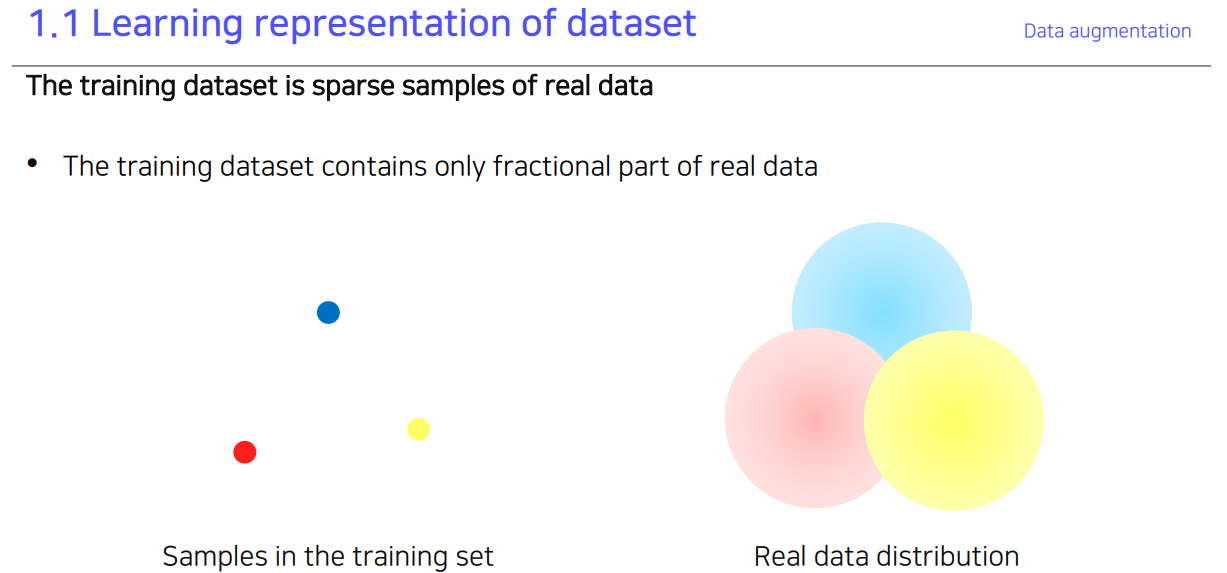 1.1 Learning representation of dataset
Data augmentation
The training dataset is sparse samples of real data
• The training dataset contains only fractional part of real data
Samples in the training set
Real data distribution